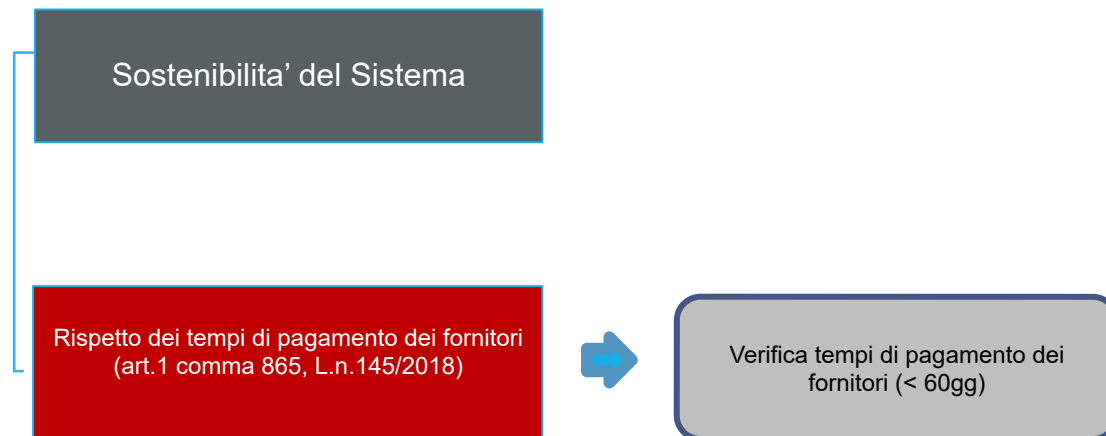 Sostenibilita’ del Sistema
Rispetto dei tempi di pagamento dei fornitori
(art.1 comma 865, L.n.145/2018)
Verifica tempi di pagamento dei
fornitori (< 60gg)